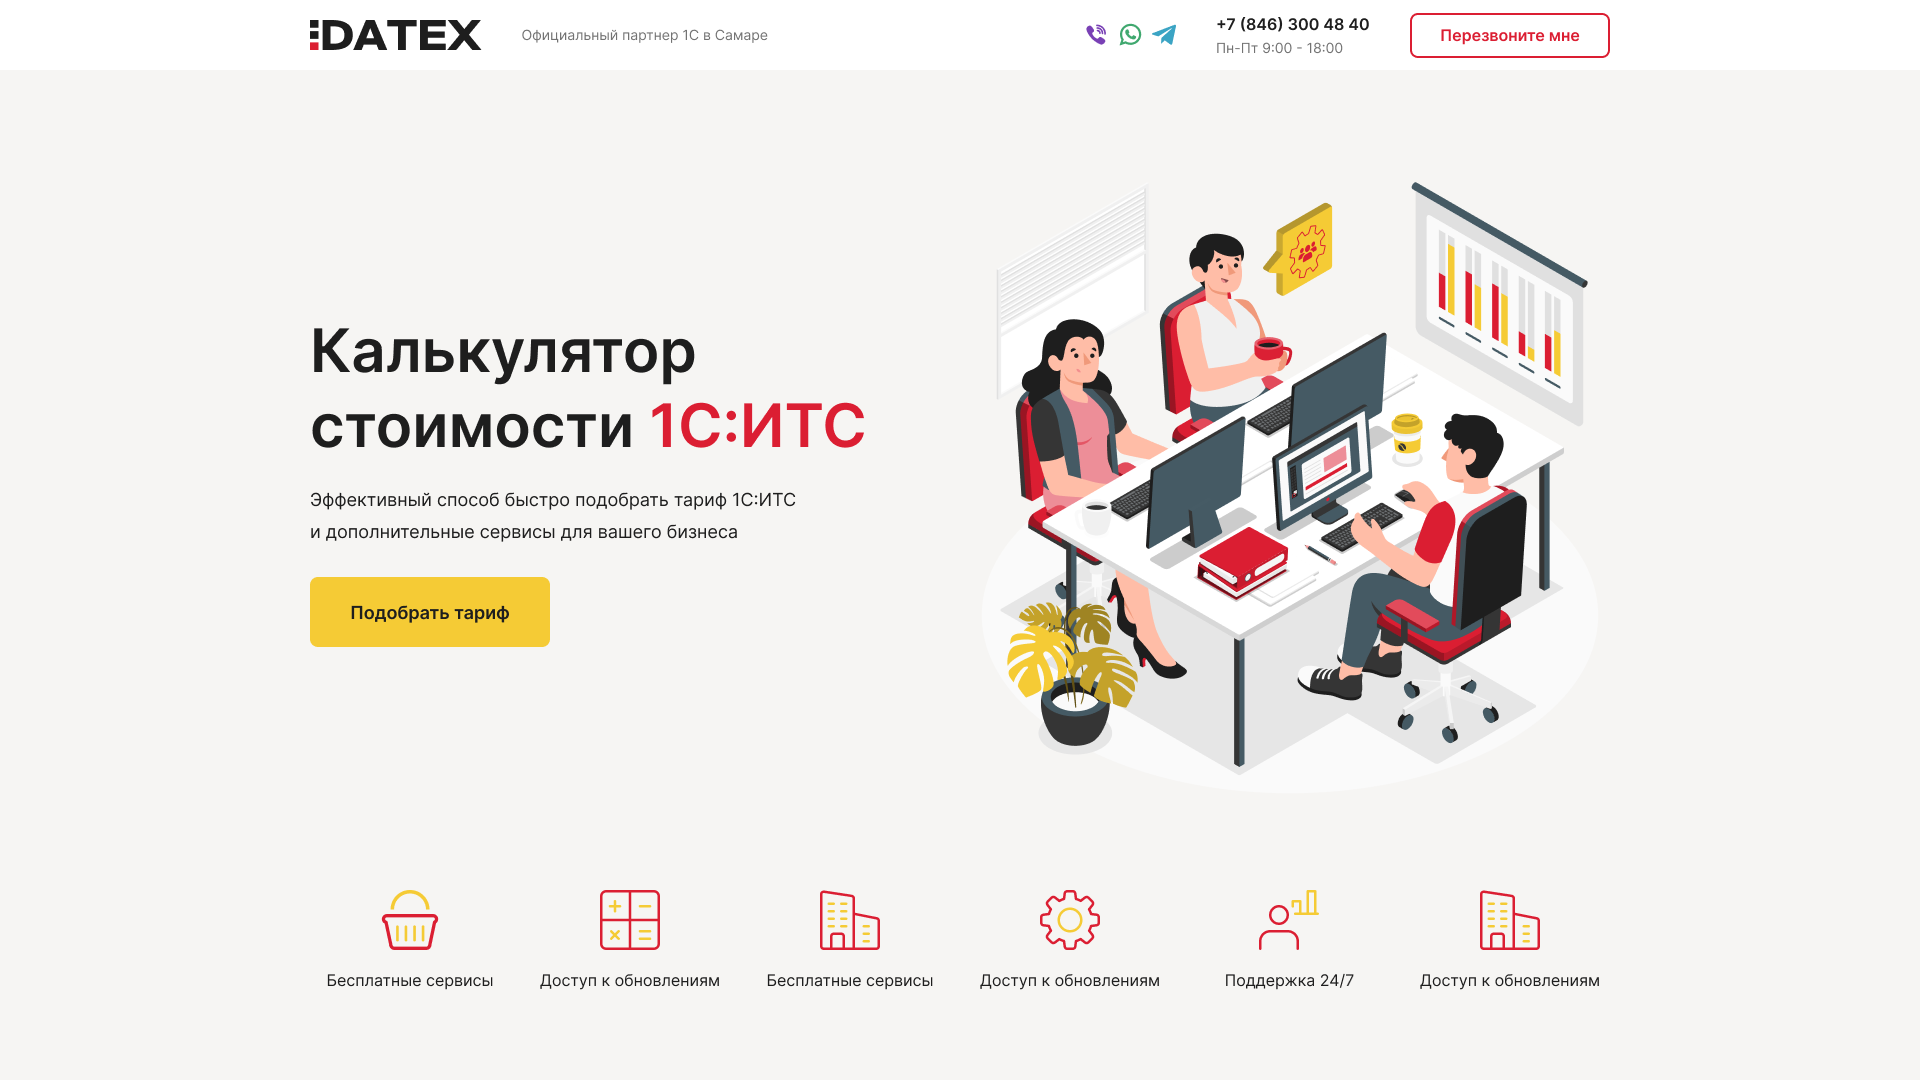 DATEX
Официальный партнер 1С в Самаре
+7 (846) 300 48 40
Пн-Пт 9:00 - 18:00
Перезвоните мне
Калькулятор
стоимости 1С:ИТС
Эффективный способ быстро подобрать тариф 1С:ИТС
и дополнительные сервисы для вашего бизнеса
Подобрать тариф
Бесплатные сервисы
Доступ к обновлениям
Бесплатные сервисы
Доступ к обновлениям
Поддержка 24/7
Доступ к обновлениям